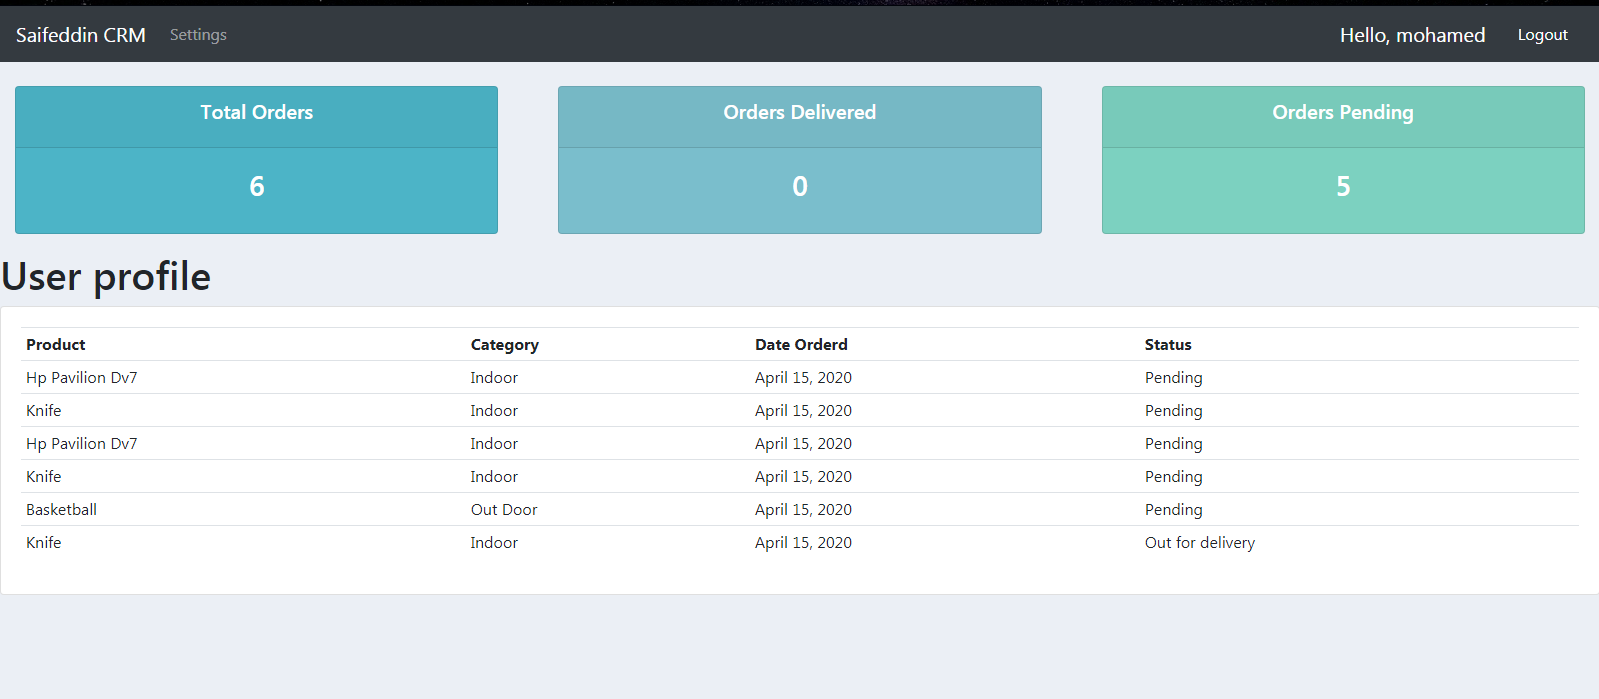 Saifeddin CRM Settings Hello, mohamed Logout
Total Orders Orders Delivered Orders Pending
6 0 5
User profile
Product Category Date Orderd Status
Hp Pavilion Dv7 Indoor April 15, 2020 Pending
Knife Indoor April 15, 2020 Pending
Hp Pavilion Dv7 Indoor April 15, 2020 Pending
Knife Indoor April 15, 2020 Pending
Basketball Out Door April 15, 2020 Pending
Knife Indoor April 15, 2020 Out for delivery